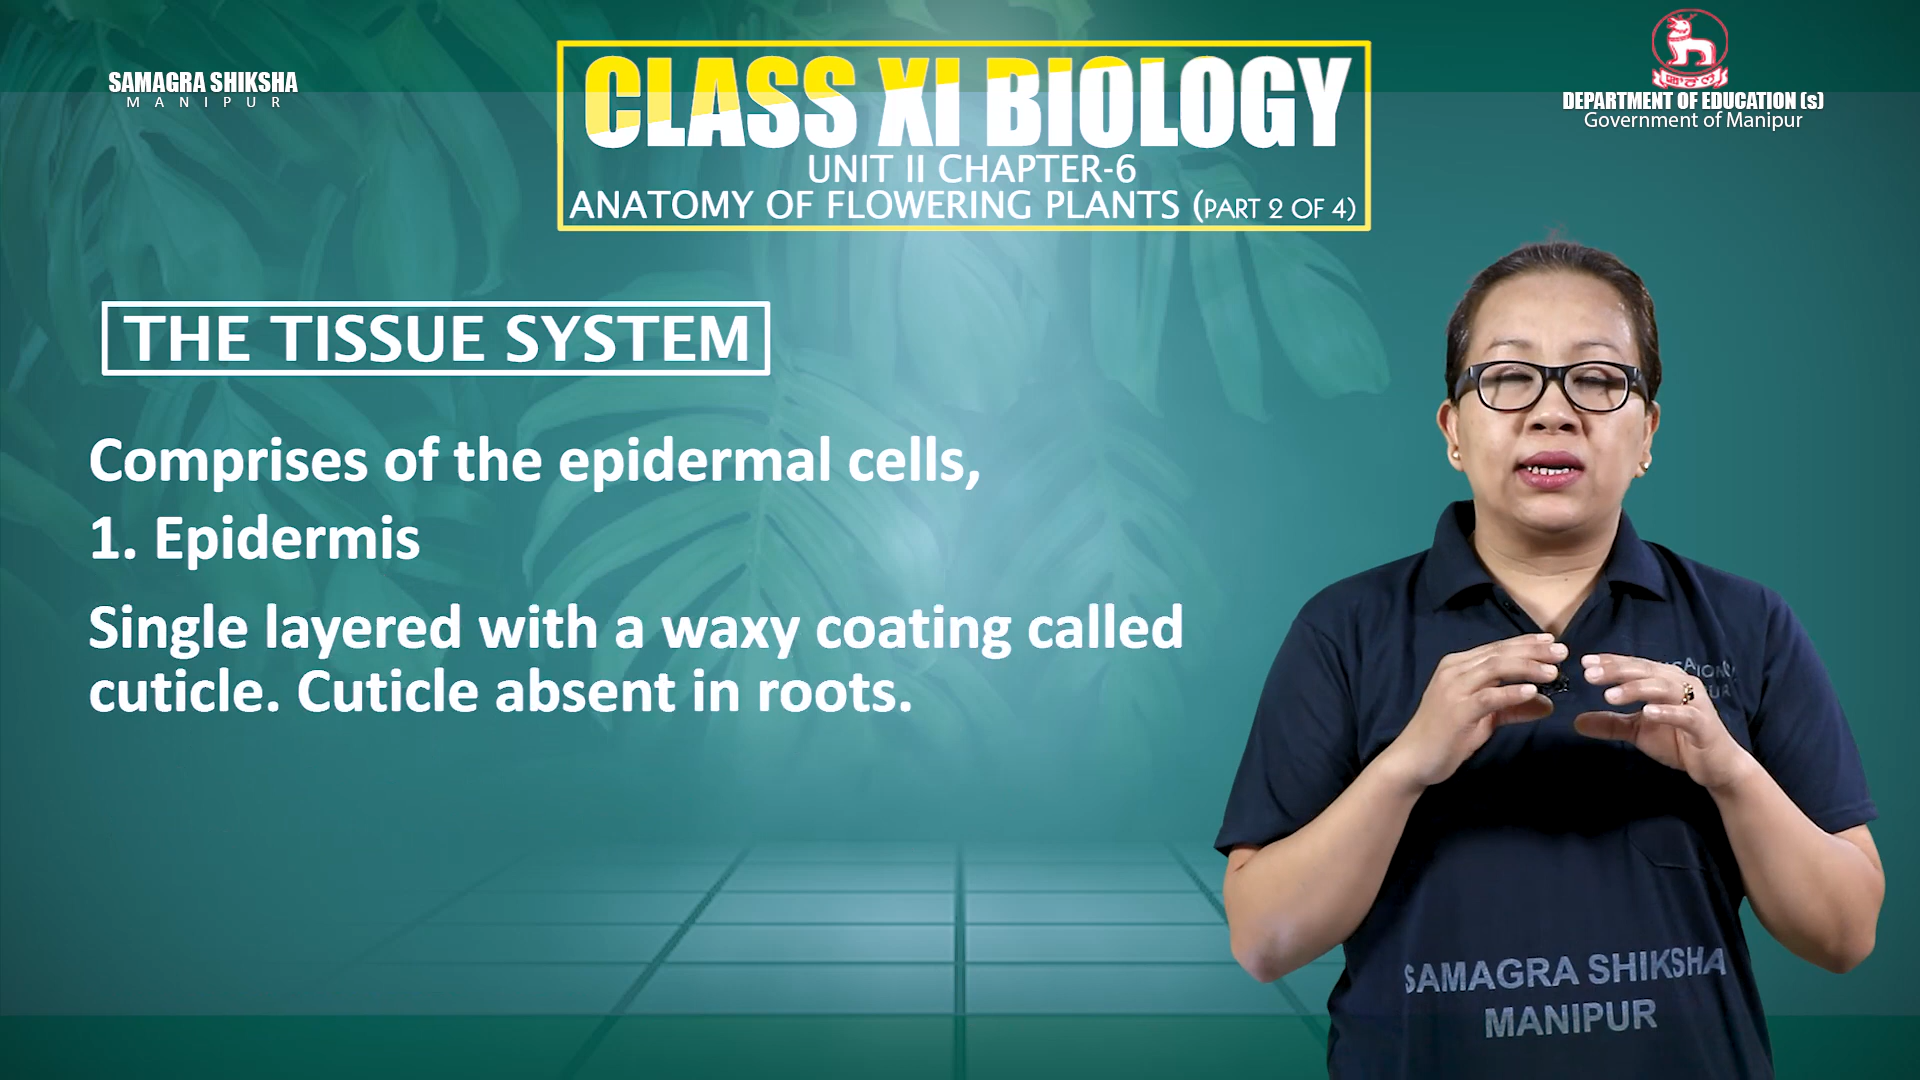 SAMAGRA SHIKSHA
MANIPUR
CLASS XI BIOLOGY
UNIT II CHAPTER-6
ANATOMY OF FLOWERING PLANTS (PART 2 OF 4)
DEPARTMENT OF EDUCATION (s)
Government of Manipur
THE TISSUE SYSTEM
Comprises of the epidermal cells,
1. Epidermis
Single layered with a waxy coating called
cuticle. Cuticle absent in roots.
SAMAGRA SHIKSHA
MANIPUR